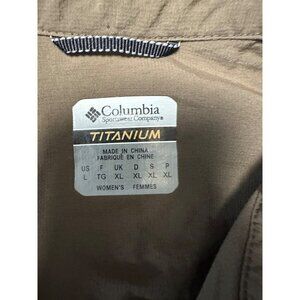 Columbia
Sportswear Company
TITANIUM
MADE IN CHINA
FABRIQUÉ EN CHINE
US F UK D S P
L TG XL XL XL XL
WOMEN'S FEMMES